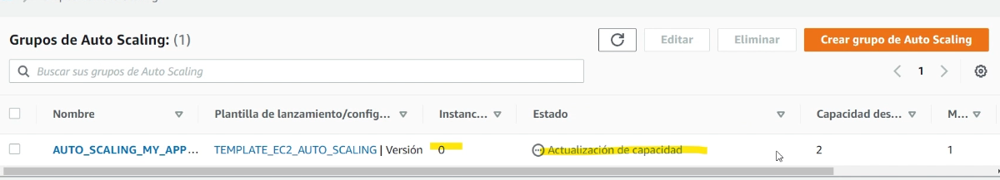 Grupos de Auto Scaling: (1)
Editar
Eliminar
Crear grupo de Auto Scaling
Buscar sus grupos de Auto Scaling
1
Nombre
Plantilla de lanzamiento/config...
Instanc...
Estado
Capacidad des...
M...
AUTO_SCALING_MY_APP...
TEMPLATE_EC2_AUTO_SCALING | Versión
0
Actualización de capacidad
2
1